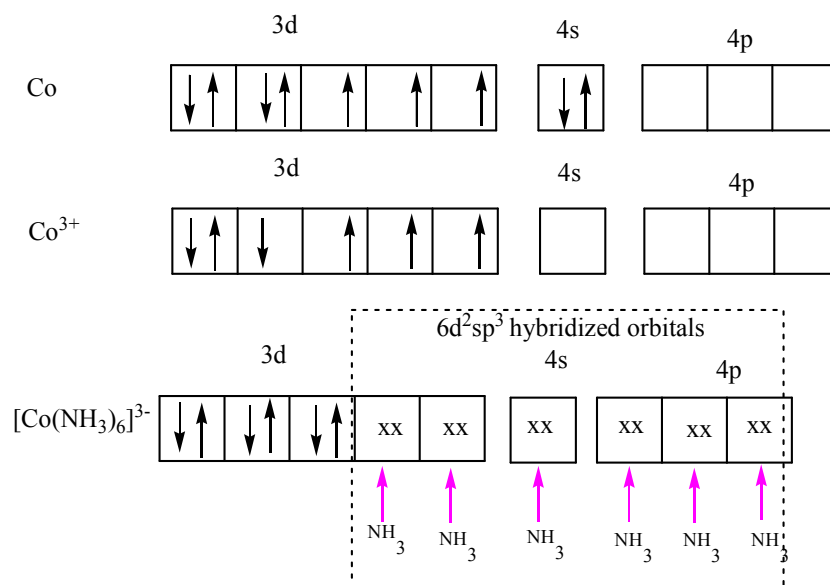 3d 4s 4p
Co
3d 4s 4p
Co³⁺
6d²sp³ hybridized orbitals
3d 4s 4p
[Co(NH₃)₆]³⁻
xx xx xx xx xx xx
NH₃ NH₃ NH₃ NH₃ NH₃ NH₃